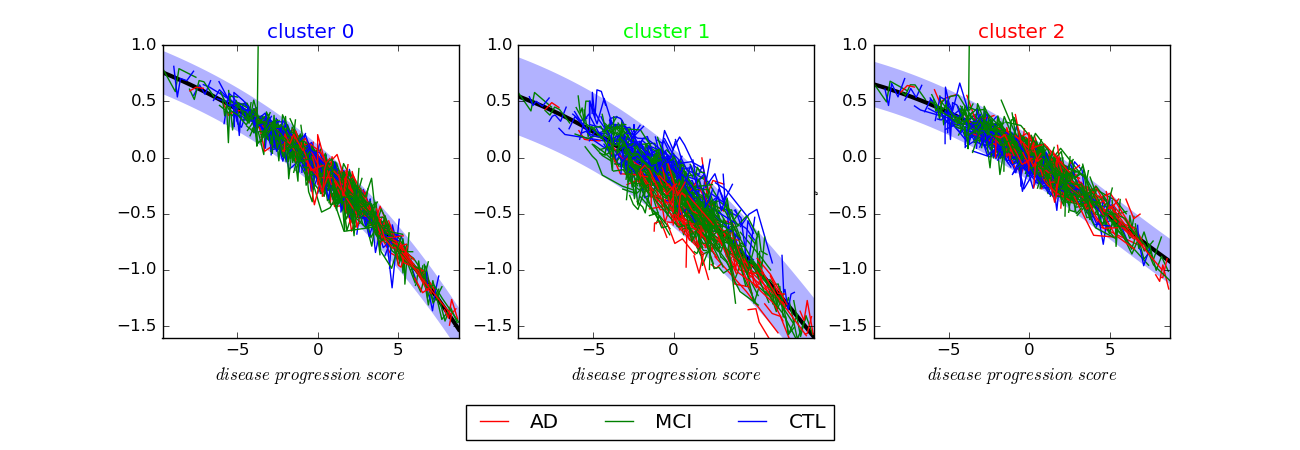 cluster 0 cluster 1 cluster 2
1.0 1.0 1.0
0.5 0.5 0.5
0.0 0.0 0.0
−0.5 −0.5 −0.5
−1.0 −1.0 −1.0
−1.5 −1.5 −1.5
−5 0 5 −5 0 5 −5 0 5
disease progression score disease progression score disease progression score
AD MCI CTL